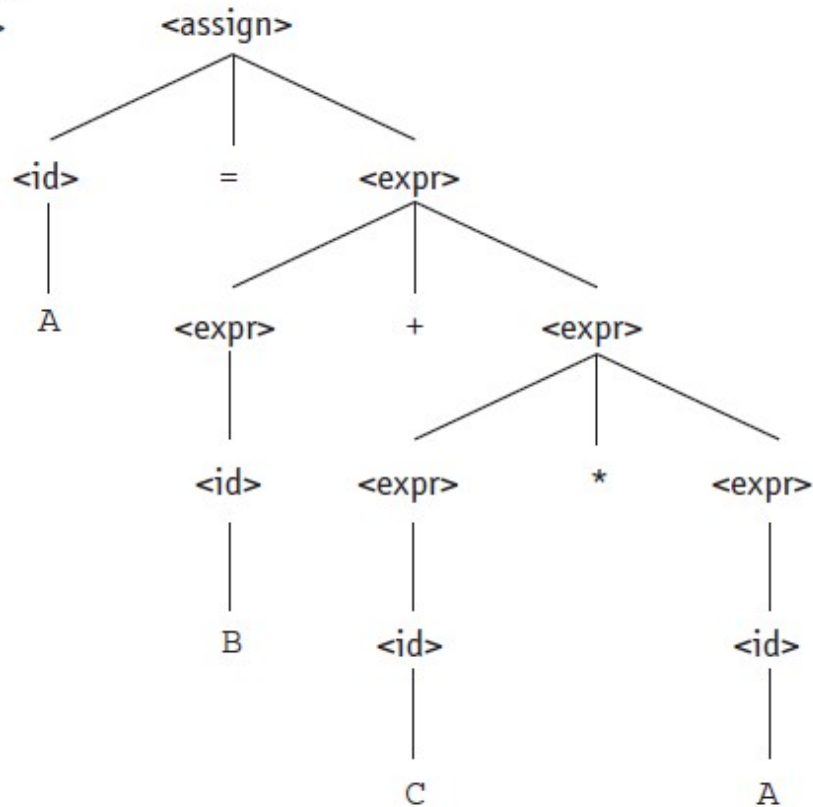 > <assign>
<id> = <expr>
A <expr> + <expr>
<id> <expr> * <expr>
B <id> <id>
C A